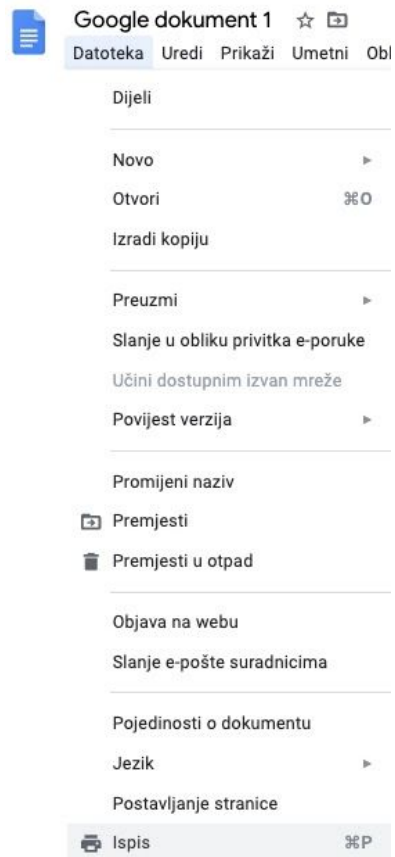 Google dokument 1
Datoteka Uredi Prikaži Umetni Obl
Dijeli
Novo
Otvori ⌘O
Izradi kopiju
Preuzmi
Slanje u obliku privitka e-poruke
Učini dostupnim izvan mreže
Povijest verzija
Promijeni naziv
Premjesti
Premjesti u otpad
Objava na webu
Slanje e-pošte suradnicima
Pojedinosti o dokumentu
Jezik
Postavljanje stranice
Ispis ⌘P